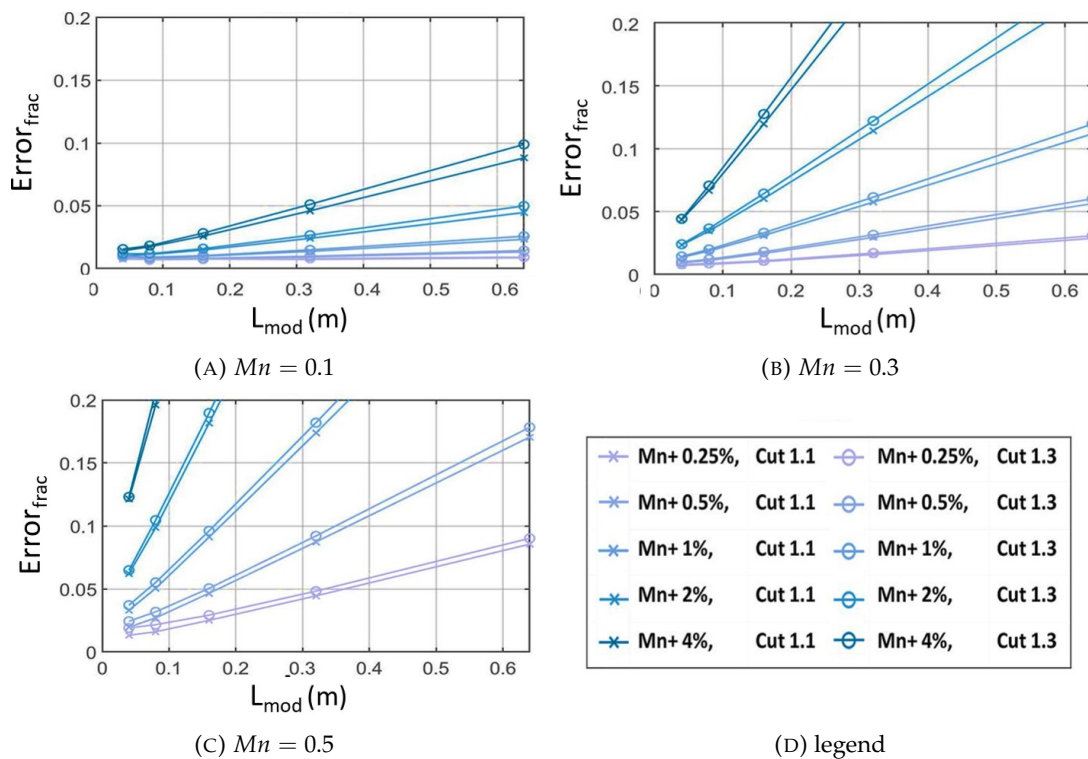 0.2
0.15
0.1
0.05
0
Error_frac
0 0.1 0.2 0.3 0.4 0.5 0.6
L_mod (m)
(A) Mn = 0.1
0.2
0.15
0.1
0.05
0
Error_frac
0 0.1 0.2 0.3 0.4 0.5 0.6
L_mod (m)
(B) Mn = 0.3
0.2
0.15
0.1
0.05
0
Error_frac
0 0.1 0.2 0.3 0.4 0.5 0.6
L_mod (m)
(C) Mn = 0.5
Mn+ 0.25%, Cut 1.1 Mn+ 0.25%, Cut 1.3
Mn+ 0.5%, Cut 1.1 Mn+ 0.5%, Cut 1.3
Mn+ 1%, Cut 1.1 Mn+ 1%, Cut 1.3
Mn+ 2%, Cut 1.1 Mn+ 2%, Cut 1.3
Mn+ 4%, Cut 1.1 Mn+ 4%, Cut 1.3
(D) legend